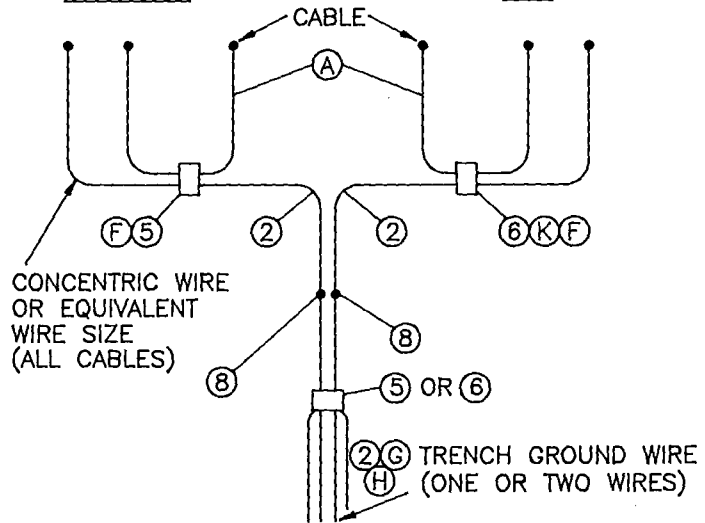 CABLE
A
F 5
2
2
6 K F
CONCENTRIC WIRE
OR EQUIVALENT
WIRE SIZE
(ALL CABLES)
8
8
5 OR 6
2 G TRENCH GROUND WIRE
H (ONE OR TWO WIRES)